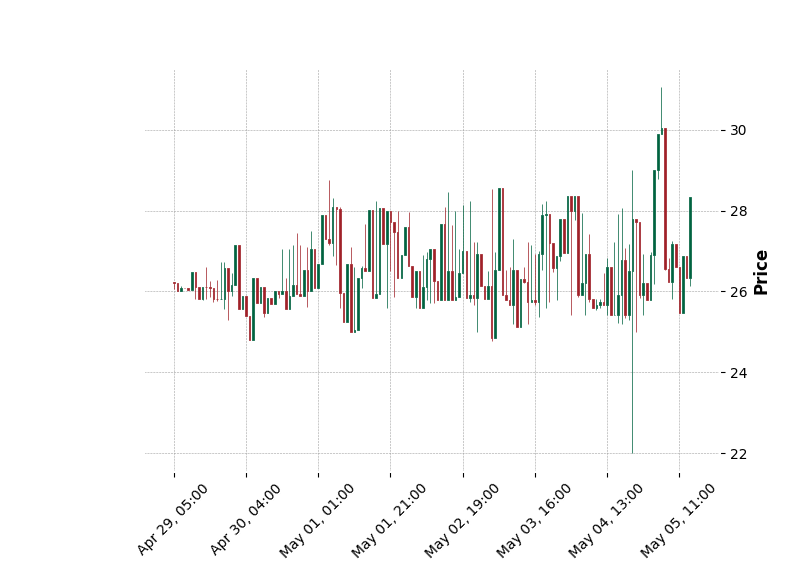 30
28
26
24
22
Price
Apr 29, 05:00
Apr 30, 04:00
May 01, 01:00
May 01, 21:00
May 02, 19:00
May 03, 16:00
May 04, 13:00
May 05, 11:00